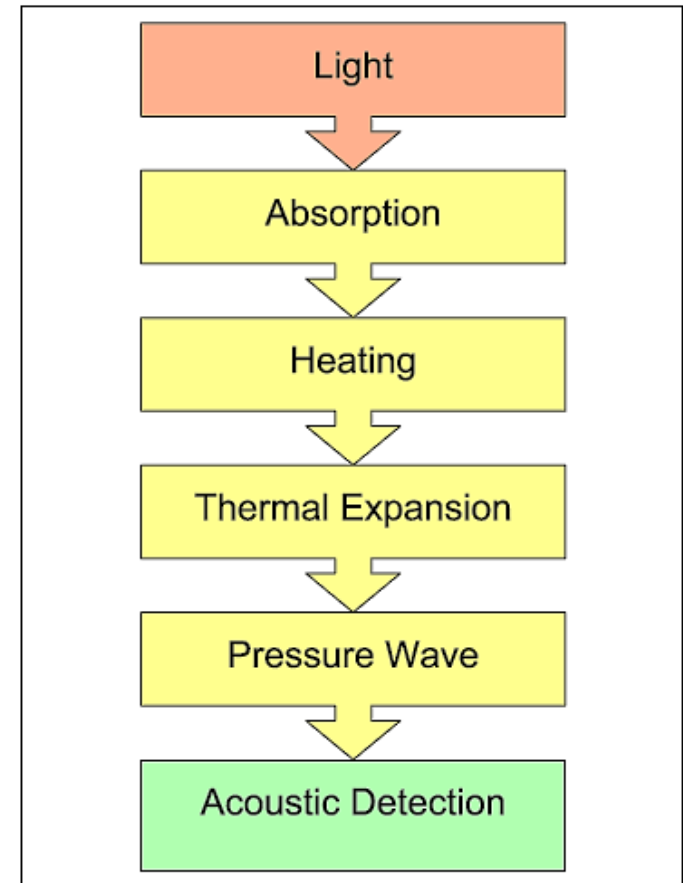 Light
Absorption
Heating
Thermal Expansion
Pressure Wave
Acoustic Detection